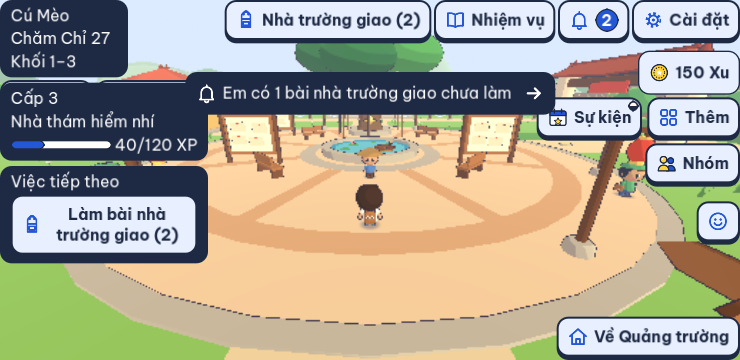 Cú Mèo
Chăm Chỉ 27
Khối 1–3
Nhà trường giao (2)
Nhiệm vụ
2
Cài đặt
150 Xu
Em có 1 bài nhà trường giao chưa làm
Cấp 3
Nhà thám hiểm nhí
40/120 XP
Sự kiện
Thêm
Nhóm
Việc tiếp theo
Làm bài nhà
trường giao (2)
Về Quảng trường